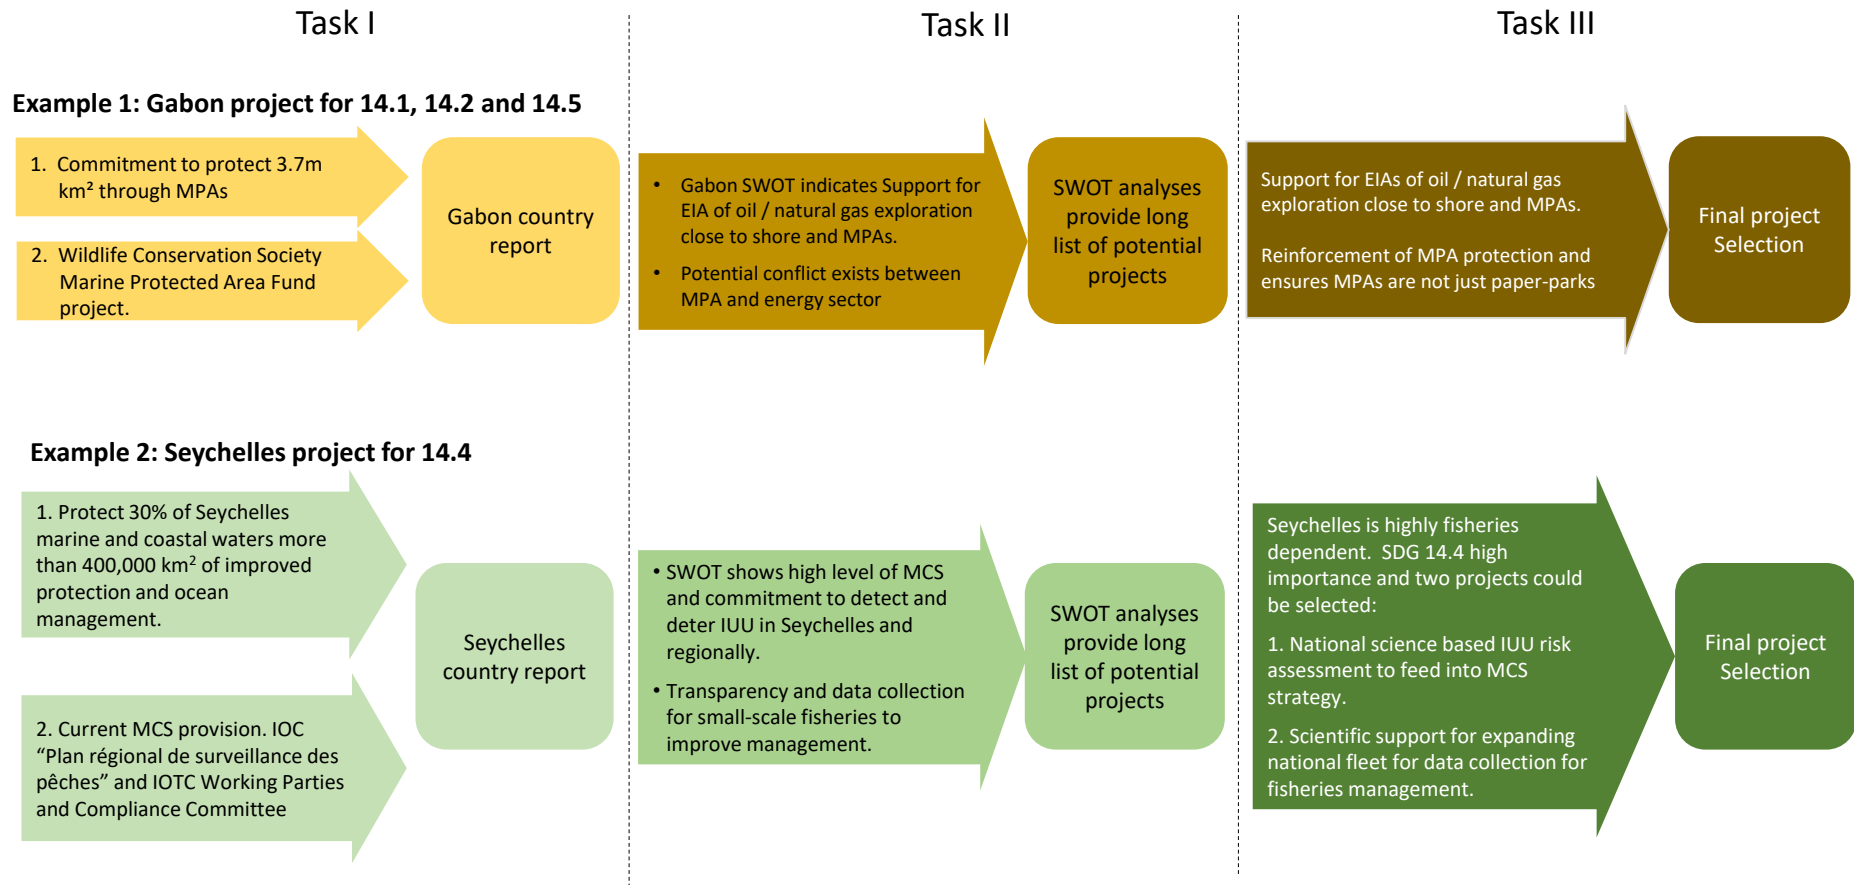 Task I
Task II
Task III
Example 1: Gabon project for 14.1, 14.2 and 14.5
1. Commitment to protect 3.7m
km² through MPAs
2. Wildlife Conservation Society
Marine Protected Area Fund
project.
Gabon country
report
• Gabon SWOT indicates Support for
EIA of oil / natural gas exploration
close to shore and MPAs.
• Potential conflict exists between
MPA and energy sector
SWOT analyses
provide long
list of potential
projects
Support for EIAs of oil / natural gas
exploration close to shore and MPAs.
Reinforcement of MPA protection and
ensures MPAs are not just paper-parks
Final project
Selection
Example 2: Seychelles project for 14.4
1. Protect 30% of Seychelles
marine and coastal waters more
than 400,000 km² of improved
protection and ocean
management.
2. Current MCS provision. IOC
“Plan régional de surveillance des
pêches” and IOTC Working Parties
and Compliance Committee
Seychelles
country report
• SWOT shows high level of MCS
and commitment to detect and
deter IUU in Seychelles and
regionally.
• Transparency and data collection
for small-scale fisheries to
improve management.
SWOT analyses
provide long
list of potential
projects
Seychelles is highly fisheries
dependent. SDG 14.4 high
importance and two projects could
be selected:
1. National science based IUU risk
assessment to feed into MCS
strategy.
2. Scientific support for expanding
national fleet for data collection for
fisheries management.
Final project
Selection